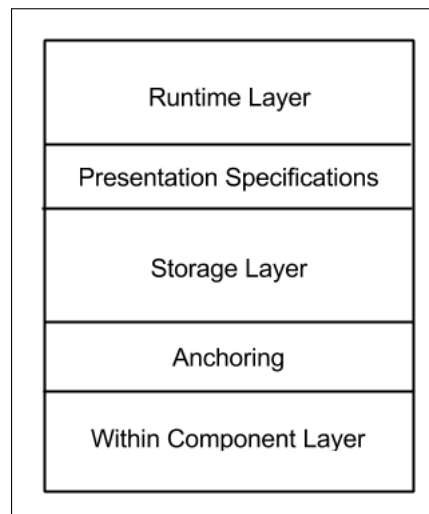 Runtime Layer
Presentation Specifications
Storage Layer
Anchoring
Within Component Layer